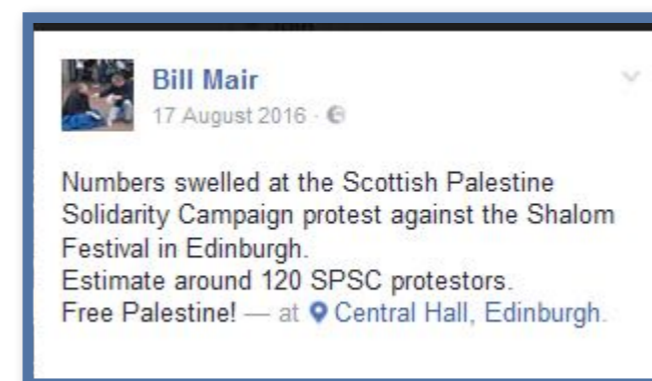 Bill Mair
17 August 2016 ·
Numbers swelled at the Scottish Palestine
Solidarity Campaign protest against the Shalom
Festival in Edinburgh.
Estimate around 120 SPSC protestors.
Free Palestine! — at Central Hall, Edinburgh.